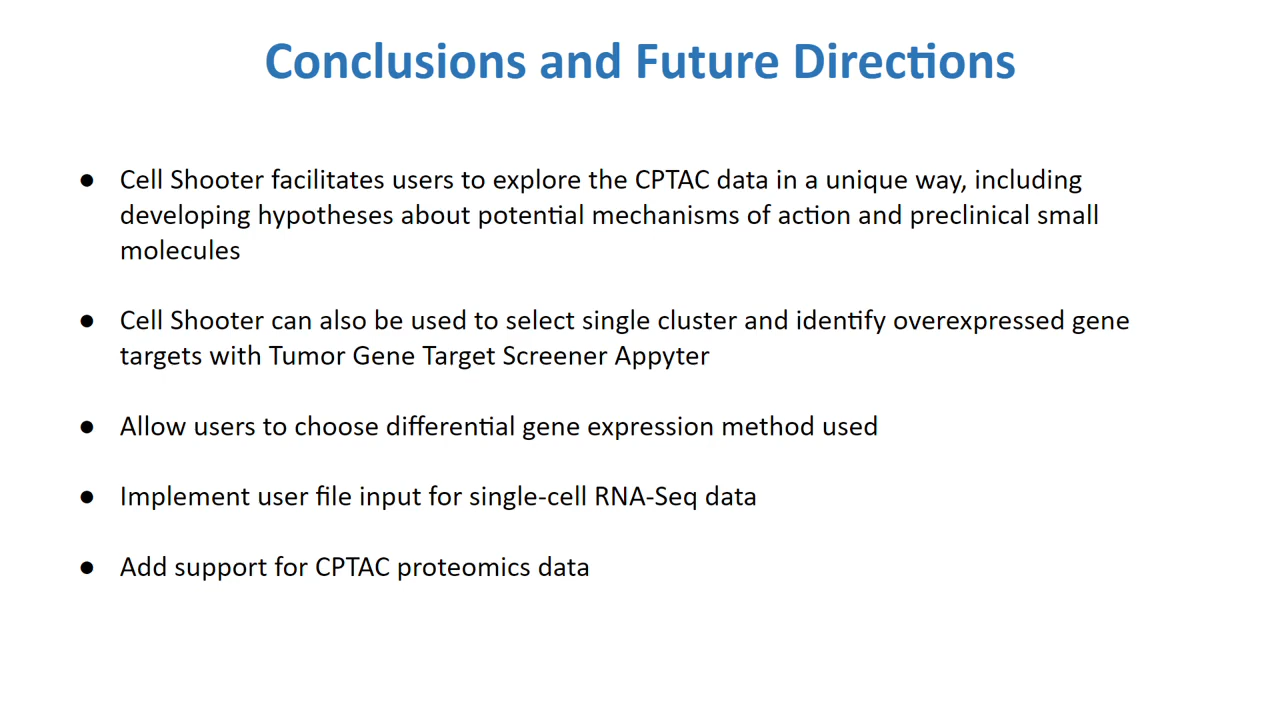 Conclusions and Future Directions
● Cell Shooter facilitates users to explore the CPTAC data in a unique way, including
developing hypotheses about potential mechanisms of action and preclinical small
molecules
● Cell Shooter can also be used to select single cluster and identify overexpressed gene
targets with Tumor Gene Target Screener Appyter
● Allow users to choose differential gene expression method used
● Implement user file input for single-cell RNA-Seq data
● Add support for CPTAC proteomics data